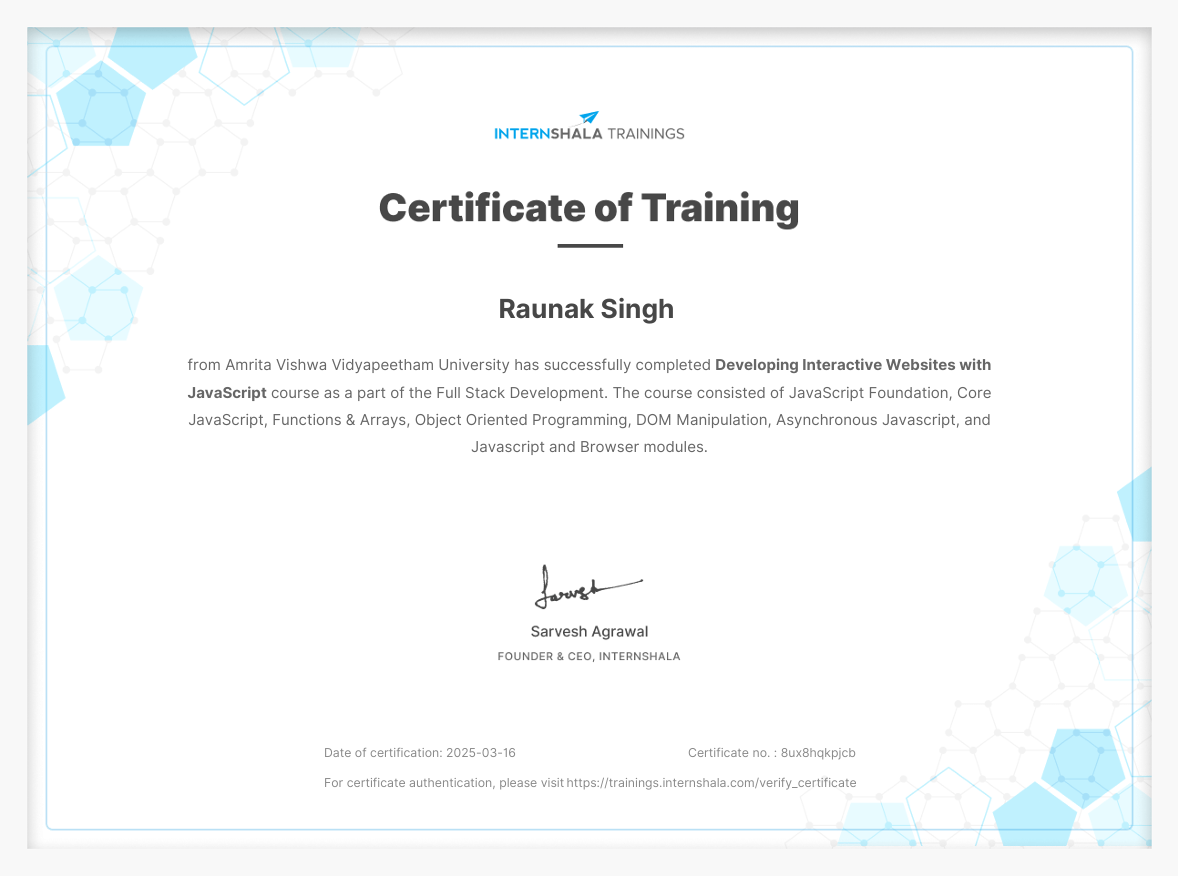 INTERNSHALA TRAININGS
Certificate of Training
Raunak Singh
from Amrita Vishwa Vidyapeetham University has successfully completed Developing Interactive Websites with
JavaScript course as a part of the Full Stack Development. The course consisted of JavaScript Foundation, Core
JavaScript, Functions & Arrays, Object Oriented Programming, DOM Manipulation, Asynchronous Javascript, and
Javascript and Browser modules.
Sarvesh
Sarvesh Agrawal
FOUNDER & CEO, INTERNSHALA
Date of certification: 2025-03-16 Certificate no. : 8ux8hqkpjcb
For certificate authentication, please visit https://trainings.internshala.com/verify_certificate